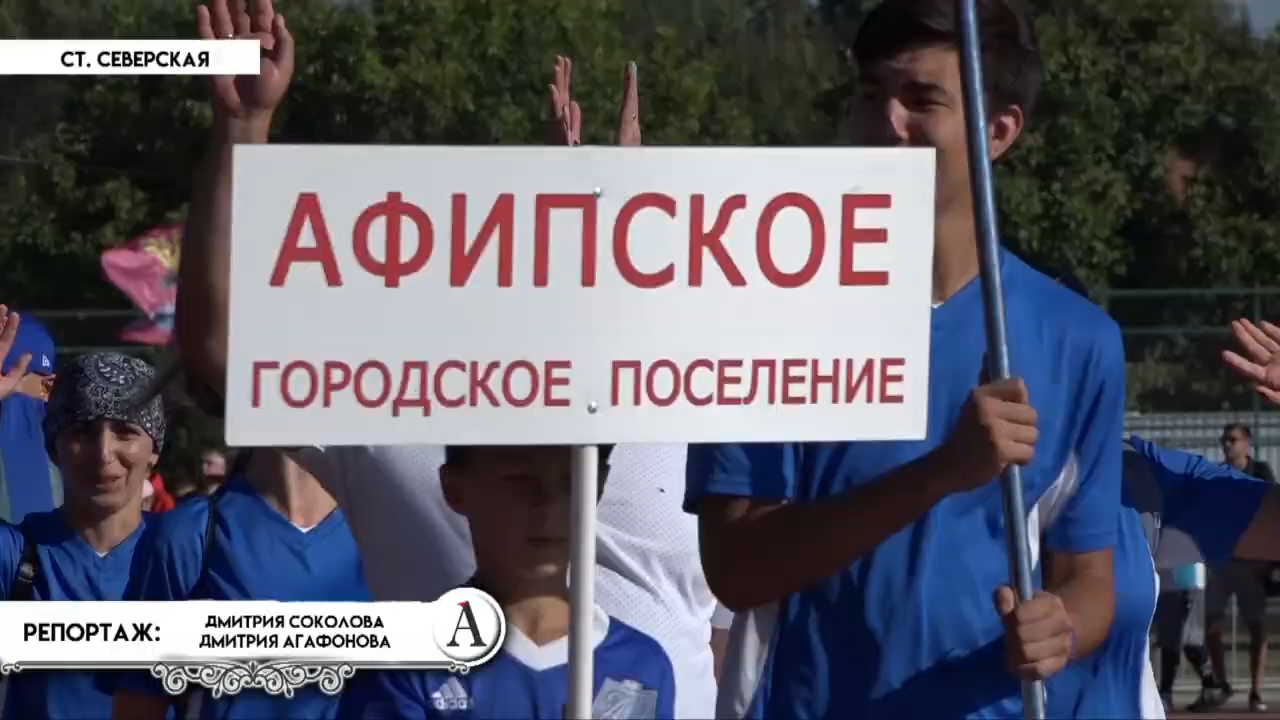 СТ. СЕВЕРСКАЯ
АФИПСКОЕ
ГОРОДСКОЕ ПОСЕЛЕНИЕ
РЕПОРТАЖ:
ДМИТРИЯ СОКОЛОВА
ДМИТРИЯ АГАФОНОВА
А
adidas